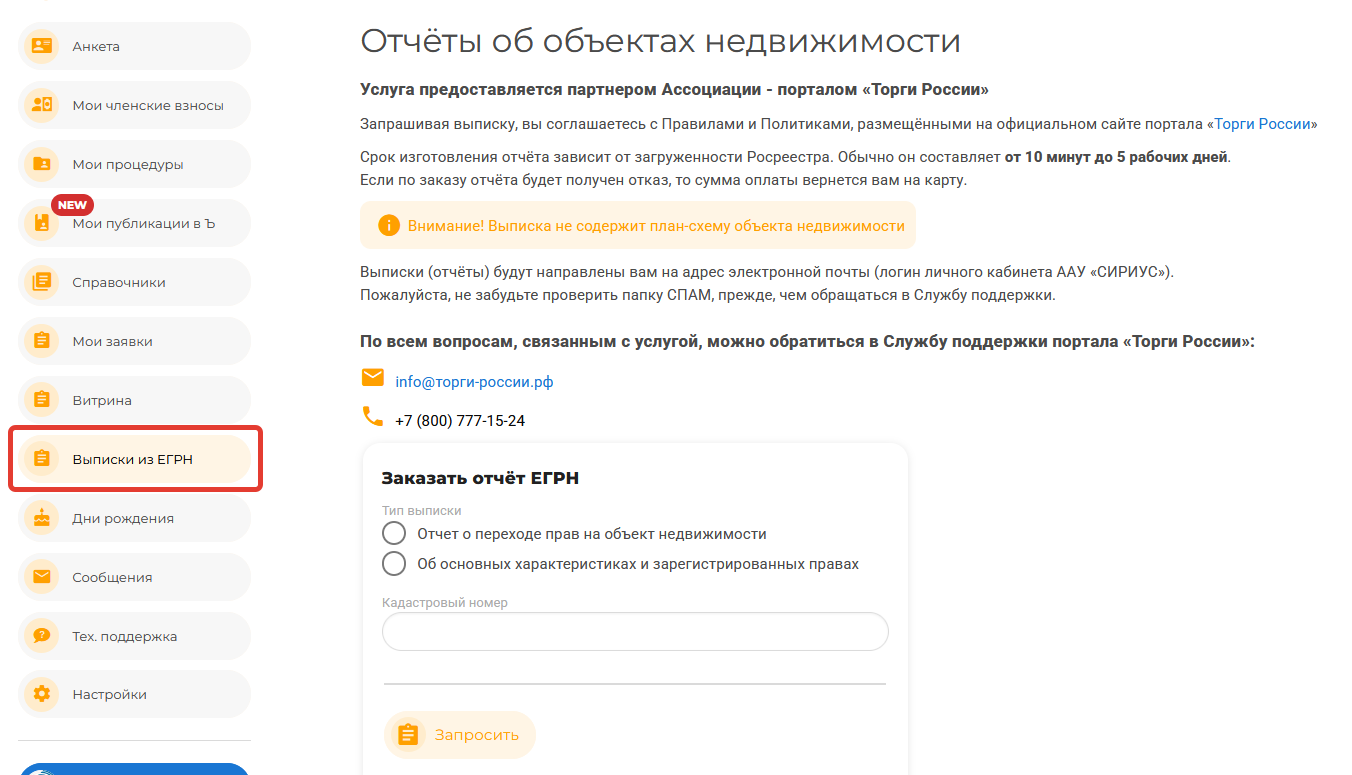 Анкета
Мои членские взносы
Мои процедуры
NEW
Мои публикации в Ъ
Справочники
Мои заявки
Витрина
Выписки из ЕГРН
Дни рождения
Сообщения
Тех. поддержка
Настройки
Отчёты об объектах недвижимости
Услуга предоставляется партнером Ассоциации - порталом «Торги России»
Запрашивая выписку, вы соглашаетесь с Правилами и Политиками, размещёнными на официальном сайте портала «Торги России»
Срок изготовления отчёта зависит от загруженности Росреестра. Обычно он составляет от 10 минут до 5 рабочих дней.
Если по заказу отчёта будет получен отказ, то сумма оплаты вернется вам на карту.
Внимание! Выписка не содержит план-схему объекта недвижимости
Выписки (отчёты) будут направлены вам на адрес электронной почты (логин личного кабинета ААУ «СИРИУС»).
Пожалуйста, не забудьте проверить папку СПАМ, прежде, чем обращаться в Службу поддержки.
По всем вопросам, связанным с услугой, можно обратиться в Службу поддержки портала «Торги России»:
info@торги-россии.рф
+7 (800) 777-15-24
Заказать отчёт ЕГРН
Тип выписки
Отчет о переходе прав на объект недвижимости
Об основных характеристиках и зарегистрированных правах
Кадастровый номер
Запросить